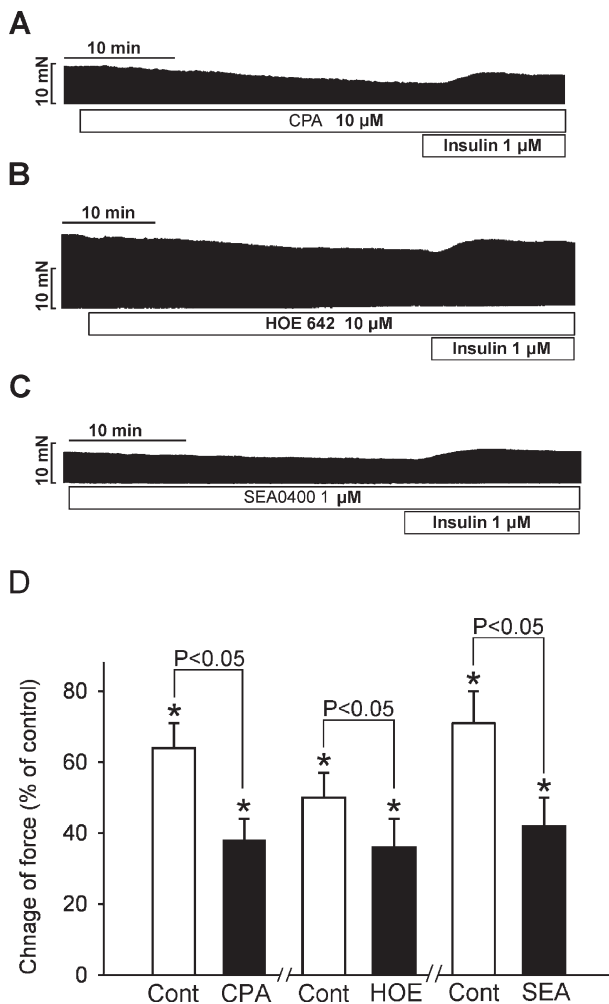 A
10 min
10 mN
CPA 10 µM
Insulin 1 µM
B
10 min
10 mN
HOE 642 10 µM
Insulin 1 µM
C
10 min
10 mN
SEA0400 1 µM
Insulin 1 µM
D
Chnage of force (% of control)
80
60
40
20
0
P<0.05
P<0.05
P<0.05
* * * * * *
Cont CPA Cont HOE Cont SEA